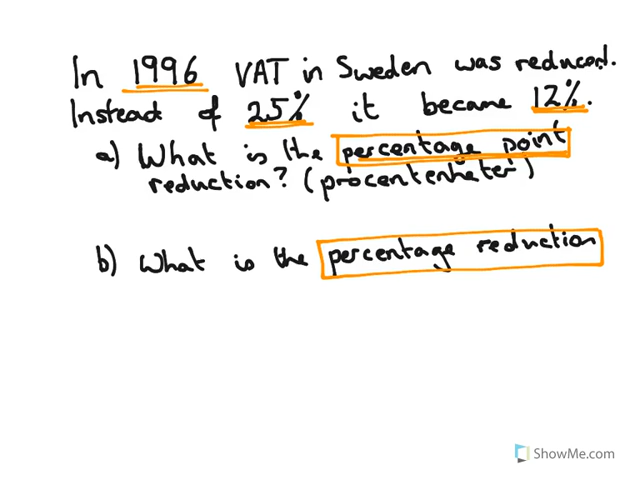 In 1996 VAT in Sweden was reduced.
Instead of 25% it became 12%.
a) What is the percentage point
reduction? (procentenheter)
b) What is the percentage reduction
ShowMe.com